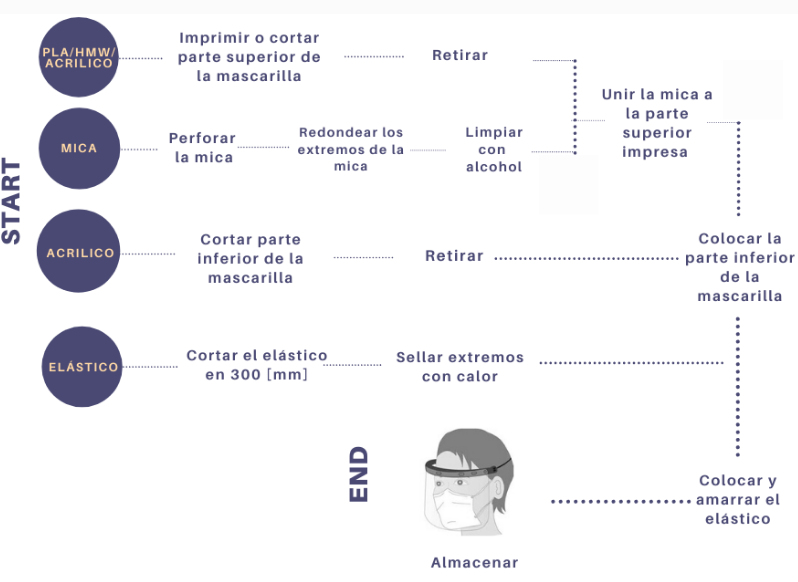 PLA/HMW/
ACRILICO
Imprimir o cortar
parte superior de
la mascarilla
Retirar
Unir la mica a
la parte
superior
impresa
MICA
Perforar
la mica
Redondear los
extremos de la
mica
Limpiar
con
alcohol
START
ACRILICO
Cortar parte
inferior de la
mascarilla
Retirar
Colocar la
parte inferior
de la
mascarilla
ELÁSTICO
Cortar el elástico
en 300 [mm]
Sellar extremos
con calor
END
Colocar y
amarrar el
elástico
Almacenar